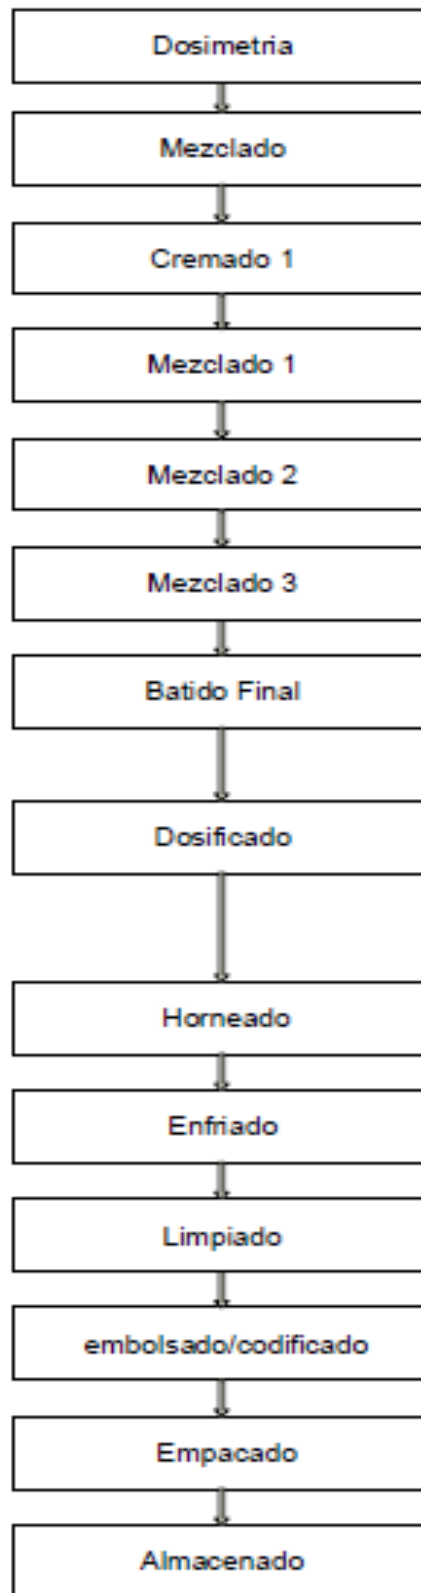 Dosimetria
Mezclado
Cremado 1
Mezclado 1
Mezclado 2
Mezclado 3
Batido Final
Dosificado
Horneado
Enfriado
Limpiado
embolsado/codificado
Empacado
Almacenado